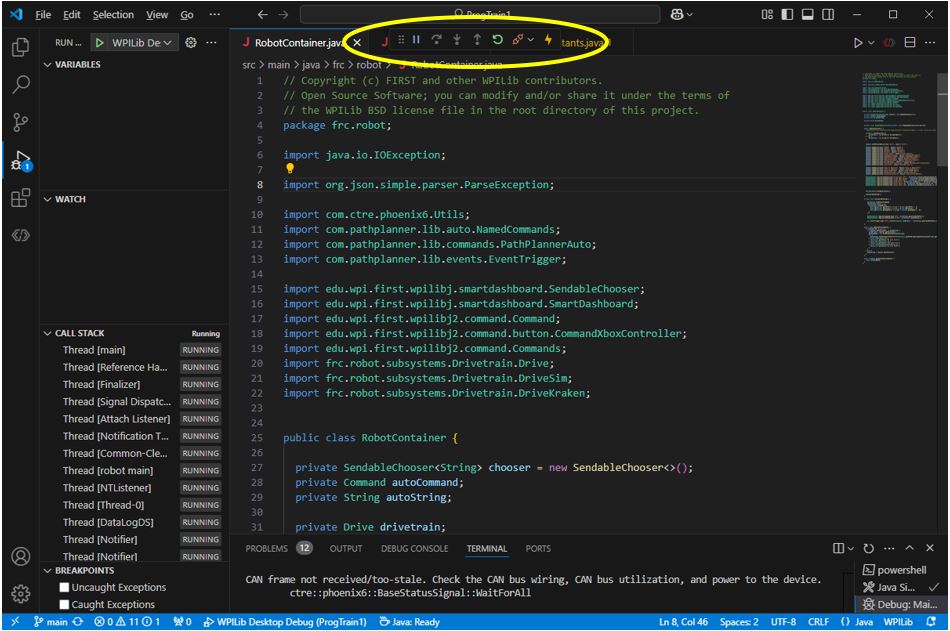 File Edit Selection View Go ··· ProgTrain1
RUN ... WPILib De
RobotContainer.java
tants.java
src > main > java > frc > robot > RobotContainer.java
VARIABLES
WATCH
CALL STACK Running
Thread [main] RUNNING
Thread [Reference Ha... RUNNING
Thread [Finalizer] RUNNING
Thread [Signal Dispatc... RUNNING
Thread [Attach Listener] RUNNING
Thread [Notification T... RUNNING
Thread [Common-Cle... RUNNING
Thread [robot main] RUNNING
Thread [NTListener] RUNNING
Thread [Thread-0] RUNNING
Thread [DataLogDS] RUNNING
Thread [Notifier] RUNNING
Thread [Notifier] RUNNING
BREAKPOINTS
Uncaught Exceptions
Caught Exceptions
1
1 // Copyright (c) FIRST and other WPILib contributors.
2 // Open Source Software; you can modify and/or share it under the terms of
3 // the WPILib BSD license file in the root directory of this project.
4 package frc.robot;
5
6 import java.io.IOException;
7
8 import org.json.simple.parser.ParseException;
9
10 import com.ctre.phoenix6.Utils;
11 import com.pathplanner.lib.auto.NamedCommands;
12 import com.pathplanner.lib.commands.PathPlannerAuto;
13 import com.pathplanner.lib.events.EventTrigger;
14
15 import edu.wpi.first.wpilibj.smartdashboard.SendableChooser;
16 import edu.wpi.first.wpilibj.smartdashboard.SmartDashboard;
17 import edu.wpi.first.wpilibj2.command.Command;
18 import edu.wpi.first.wpilibj2.command.button.CommandXboxController;
19 import edu.wpi.first.wpilibj2.command.Commands;
20 import frc.robot.subsystems.Drivetrain.Drive;
21 import frc.robot.subsystems.Drivetrain.DriveSim;
22 import frc.robot.subsystems.Drivetrain.DriveKraken;
23
24
25 public class RobotContainer {
26
27 private SendableChooser<String> chooser = new SendableChooser<>();
28 private Command autoCommand;
29 private String autoString;
30
31 private Drive drivetrain;
PROBLEMS 12 OUTPUT DEBUG CONSOLE TERMINAL PORTS
CAN frame not received/too-stale. Check the CAN bus wiring, CAN bus utilization, and power to the device.
ctre::phoenix6::BaseStatusSignal::WaitForAll
powershell
Java Si...
Debug: Mai...
main 0 11 1 0 WPILib Desktop Debug (ProgTrain1) Java: Ready Ln 8, Col 46 Spaces: 2 UTF-8 CRLF {} Java WPILib